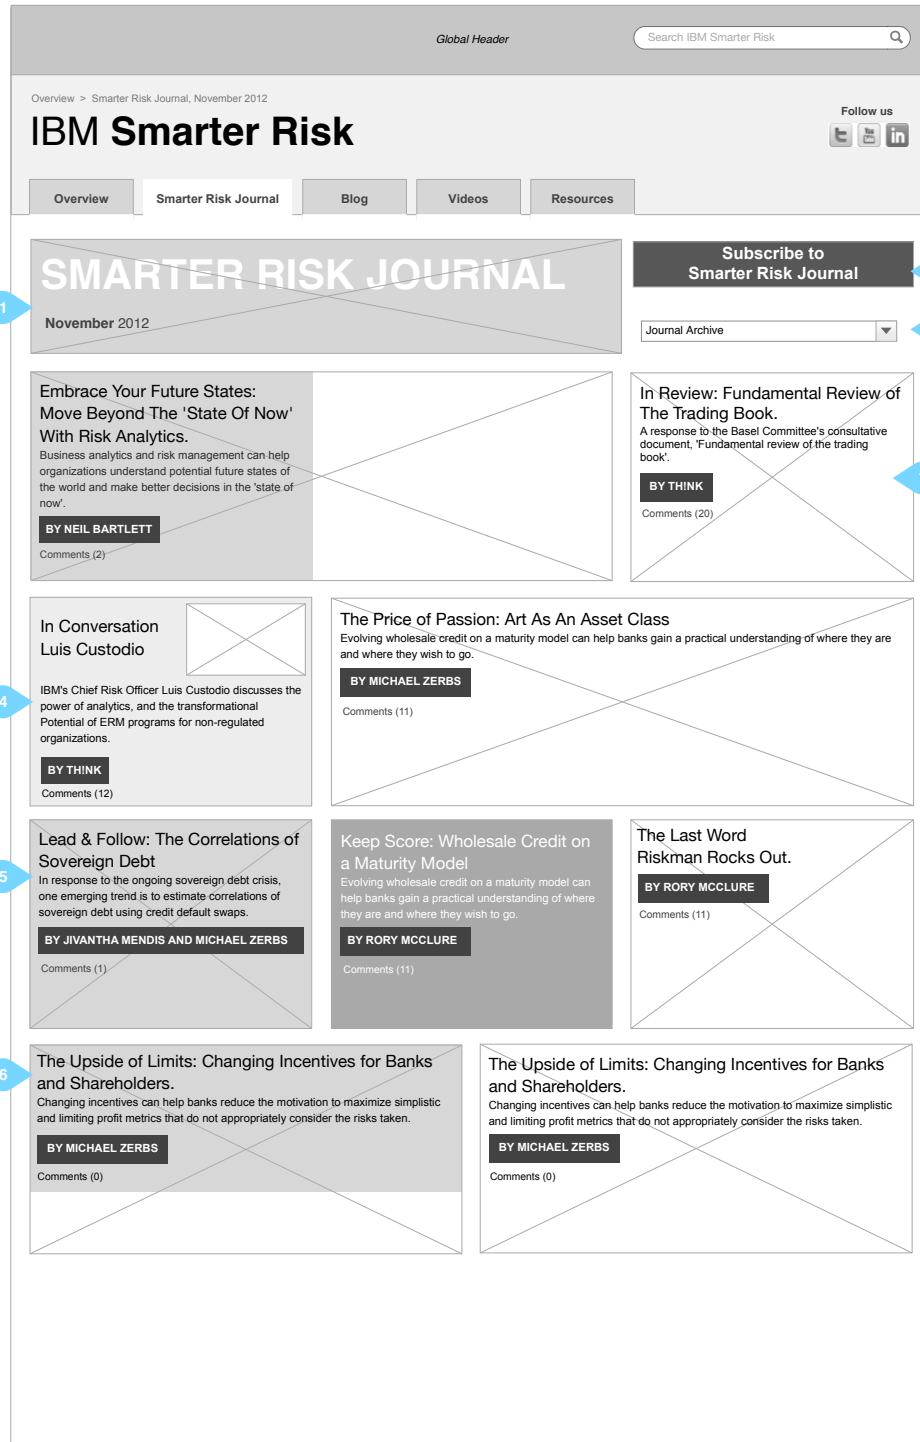 Global Header
Search IBM Smarter Risk
Overview > Smarter Risk Journal, November 2012
IBM Smarter Risk
Follow us
You
Tube
in
Overview
Smarter Risk Journal
Blog
Videos
Resources
SMARTER RISK JOURNAL
November 2012
Subscribe to
Smarter Risk Journal
Journal Archive
1
Embrace Your Future States:
Move Beyond The 'State Of Now'
With Risk Analytics.
Business analytics and risk management can help
organizations understand potential future states of
the world and make better decisions in the 'state of
now'.
BY NEIL BARTLETT
Comments (2)
In Review: Fundamental Review of
The Trading Book.
A response to the Basel Committee's consultative
document, 'Fundamental review of the trading
book'.
BY TH!NK
Comments (20)
In Conversation
Luis Custodio
IBM's Chief Risk Officer Luis Custodio discusses the
power of analytics, and the transformational
Potential of ERM programs for non-regulated
organizations.
BY TH!NK
Comments (12)
4
The Price of Passion: Art As An Asset Class
Evolving wholesale credit on a maturity model can help banks gain a practical understanding of where they are
and where they wish to go.
BY MICHAEL ZERBS
Comments (11)
Lead & Follow: The Correlations of
Sovereign Debt
In response to the ongoing sovereign debt crisis,
one emerging trend is to estimate correlations of
sovereign debt using credit default swaps.
BY JIVANTHA MENDIS AND MICHAEL ZERBS
Comments (1)
5
Keep Score: Wholesale Credit on
a Maturity Model
Evolving wholesale credit on a maturity model can
help banks gain a practical understanding of where
they are and where they wish to go.
BY RORY MCCLURE
Comments (11)
The Last Word
Riskman Rocks Out.
BY RORY MCCLURE
Comments (11)
6
The Upside of Limits: Changing Incentives for Banks
and Shareholders.
Changing incentives can help banks reduce the motivation to maximize simplistic
and limiting profit metrics that do not appropriately consider the risks taken.
BY MICHAEL ZERBS
Comments (0)
The Upside of Limits: Changing Incentives for Banks
and Shareholders.
Changing incentives can help banks reduce the motivation to maximize simplistic
and limiting profit metrics that do not appropriately consider the risks taken.
BY MICHAEL ZERBS
Comments (0)